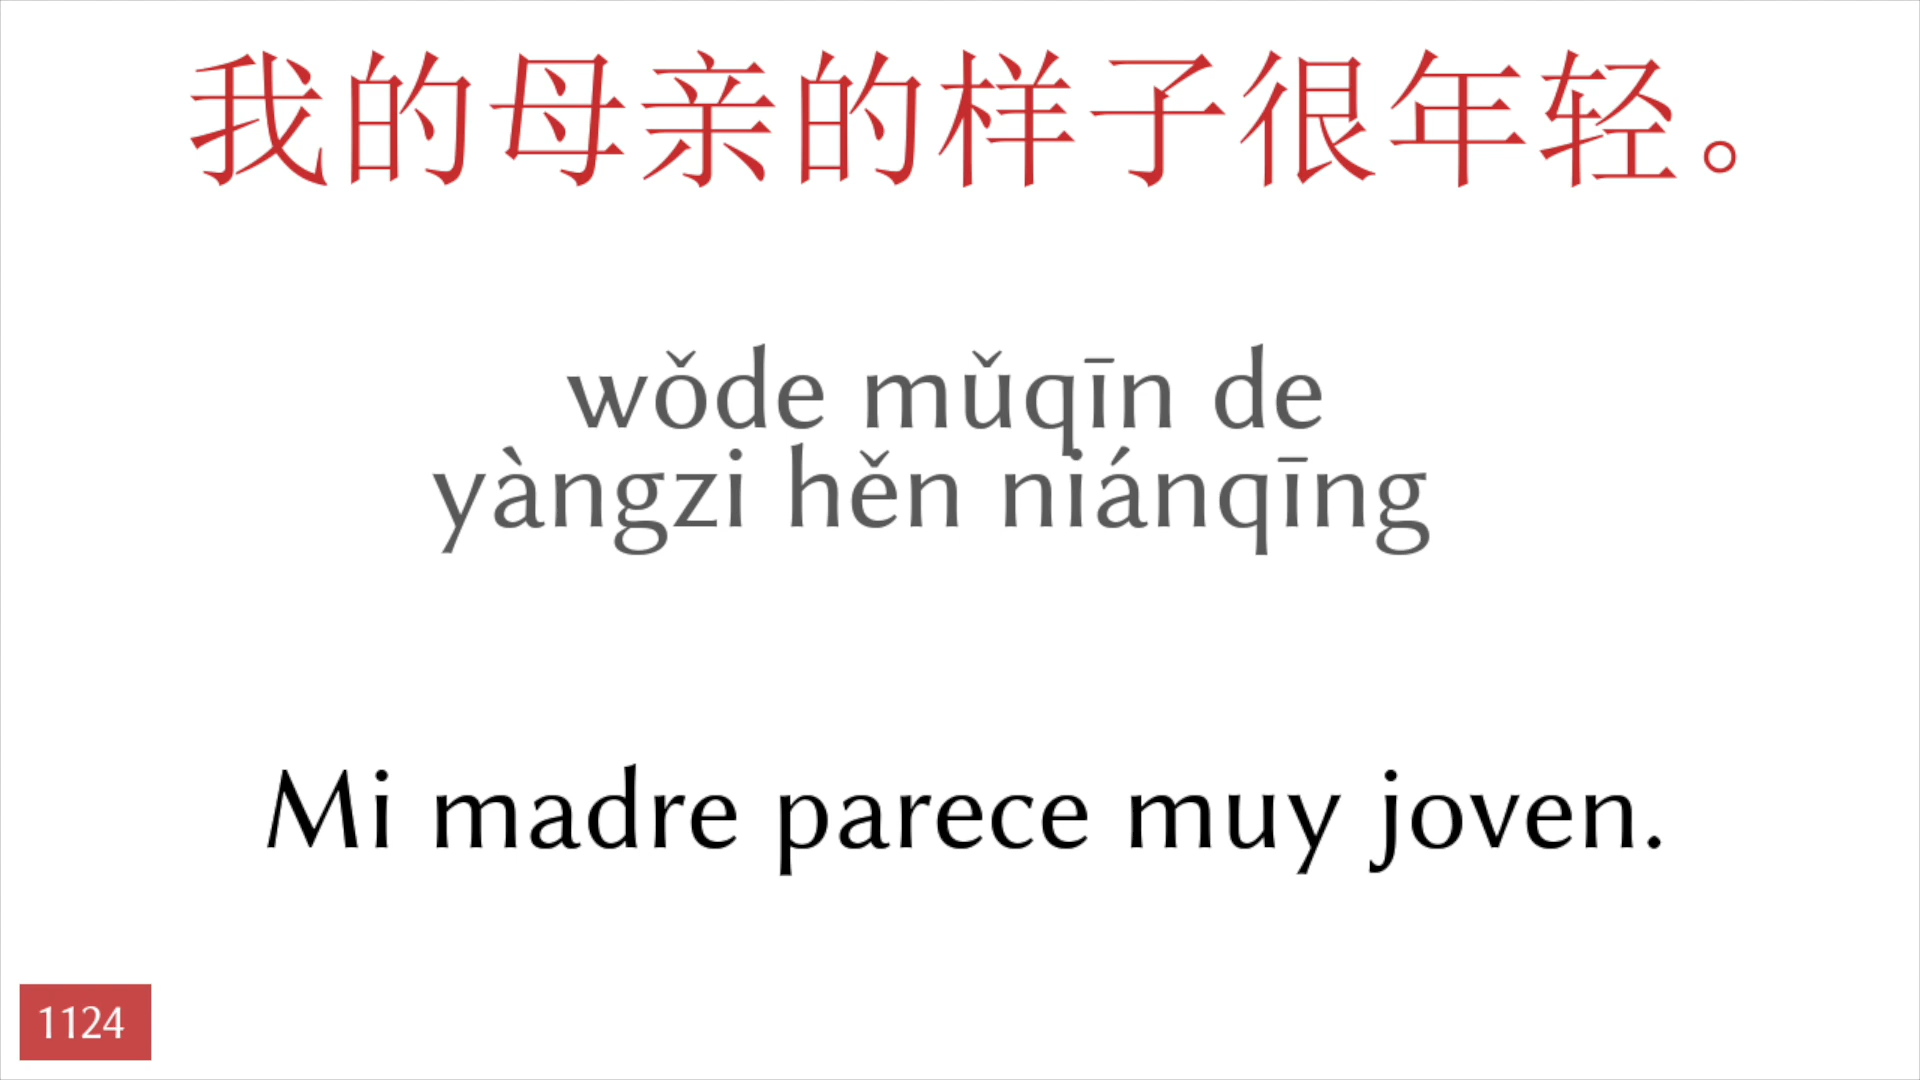 我的母亲的样子很年轻。
wǒde mǔqīn de
yàngzi hěn niánqīng
Mi madre parece muy joven.
1124